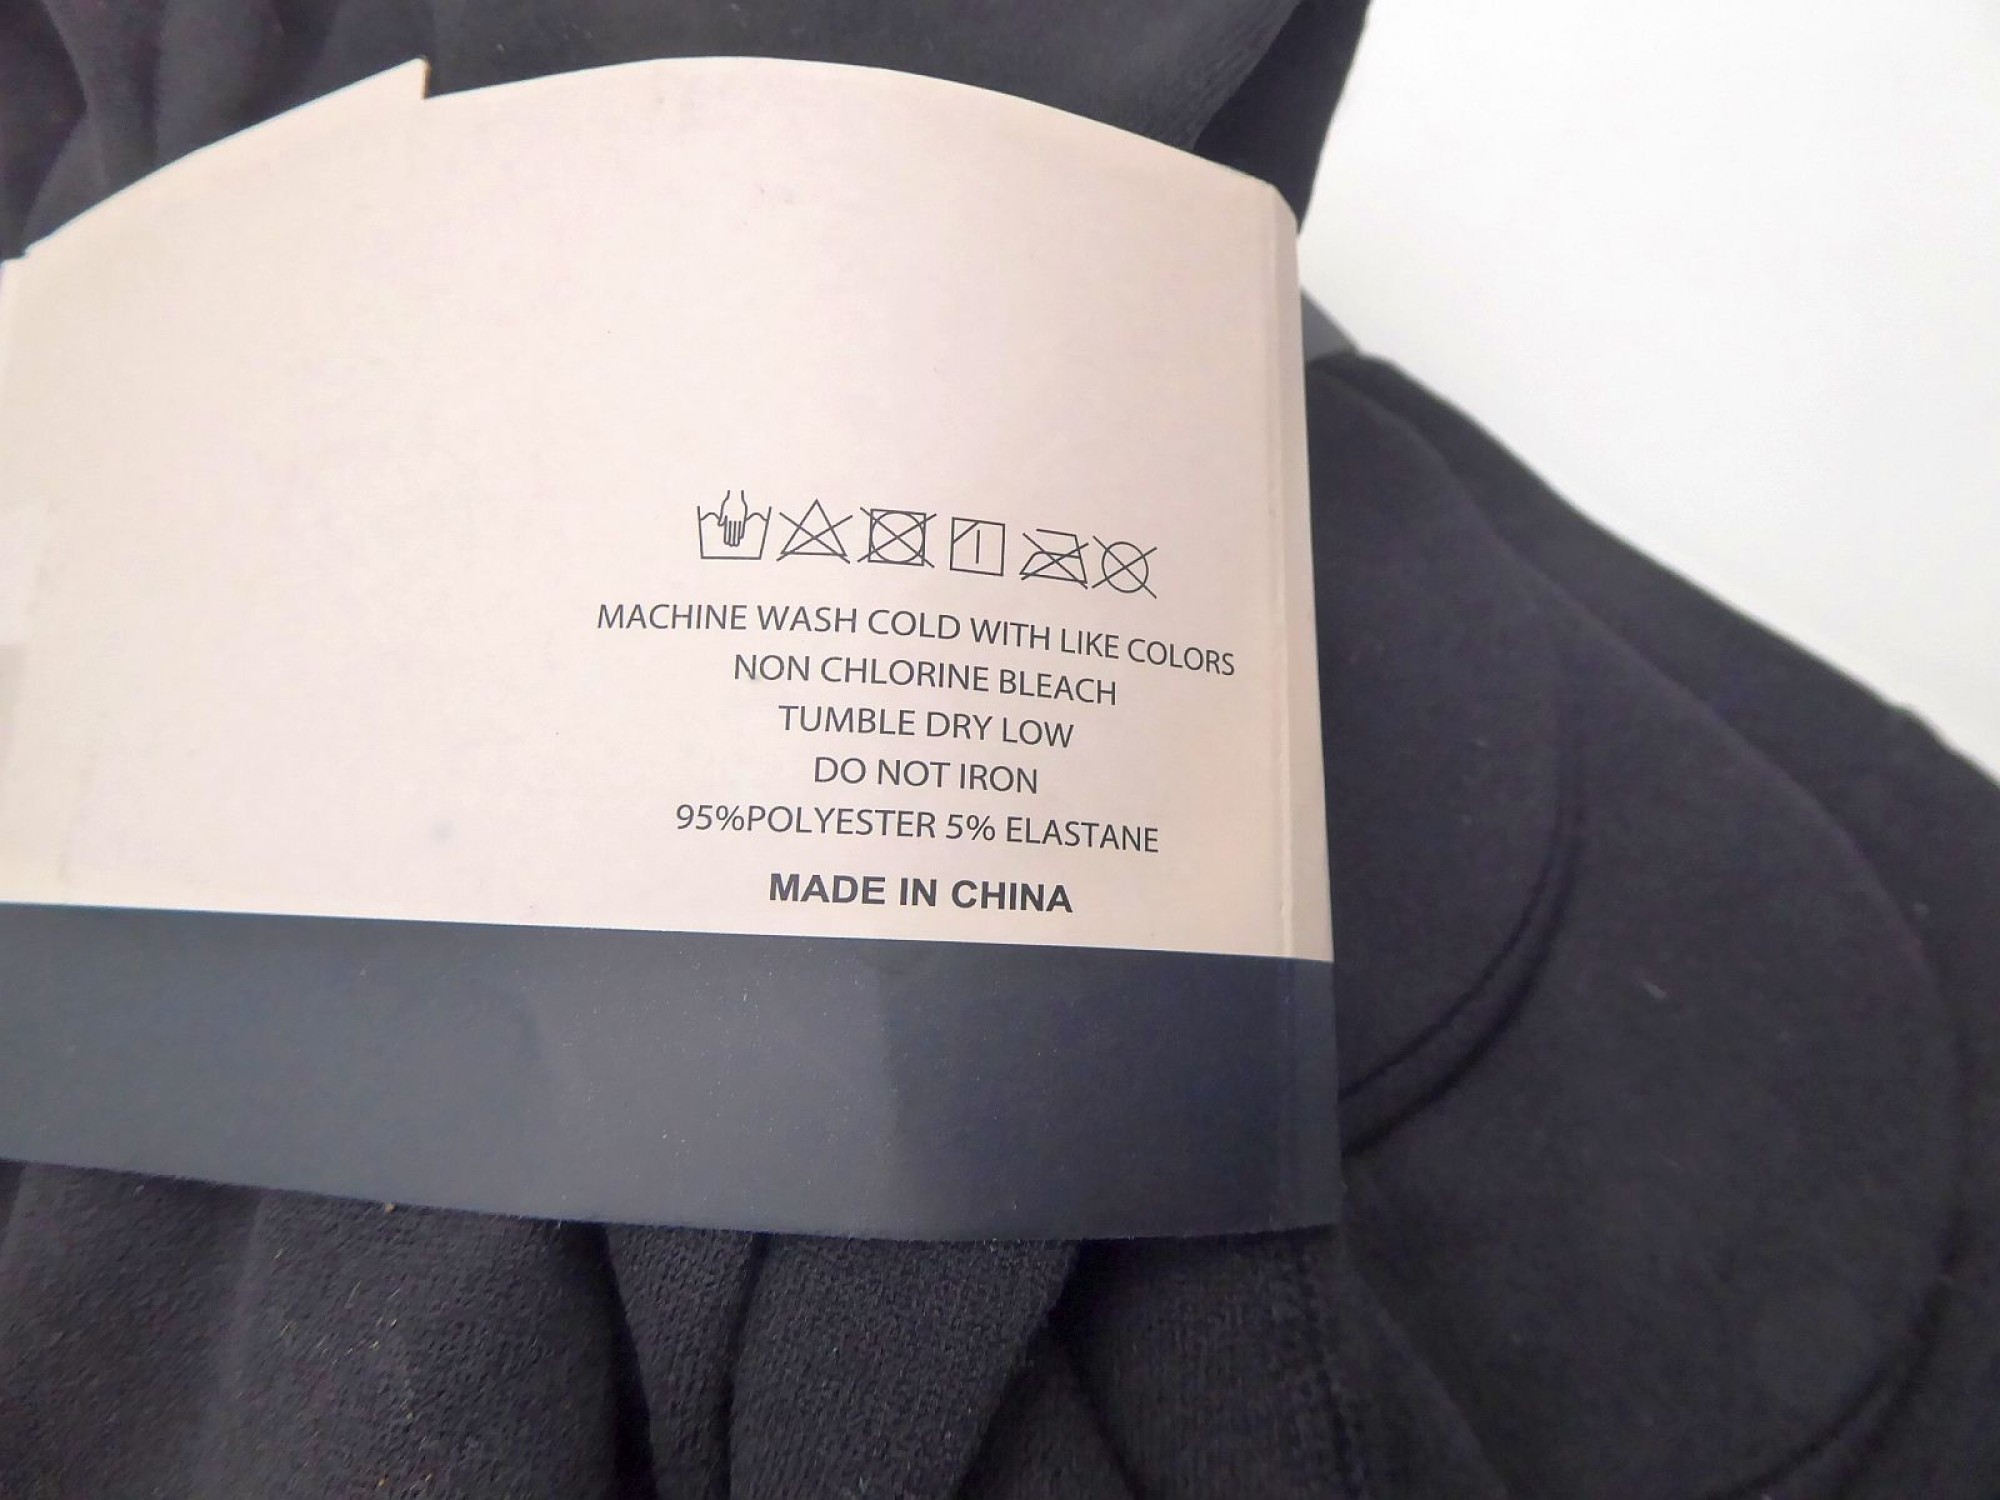 MACHINE WASH COLD WITH LIKE COLORS
NON CHLORINE BLEACH
TUMBLE DRY LOW
DO NOT IRON
95%POLYESTER 5% ELASTANE
MADE IN CHINA